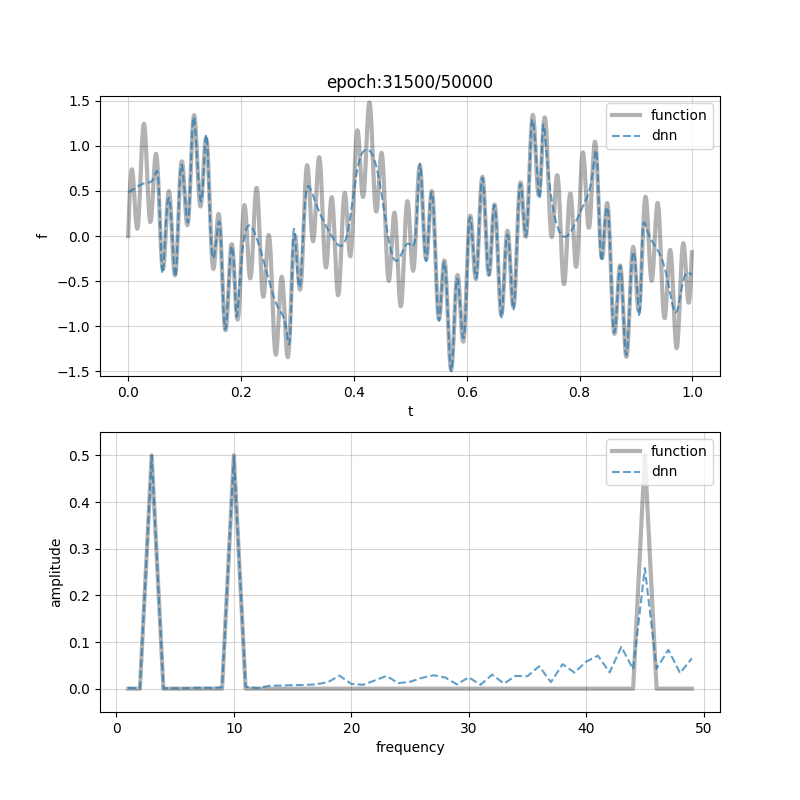 epoch:31500/50000
function
dnn
f
1.5
1.0
0.5
0.0
−0.5
−1.0
−1.5
0.0 0.2 0.4 0.6 0.8 1.0
t
function
dnn
amplitude
0.5
0.4
0.3
0.2
0.1
0.0
0 10 20 30 40 50
frequency